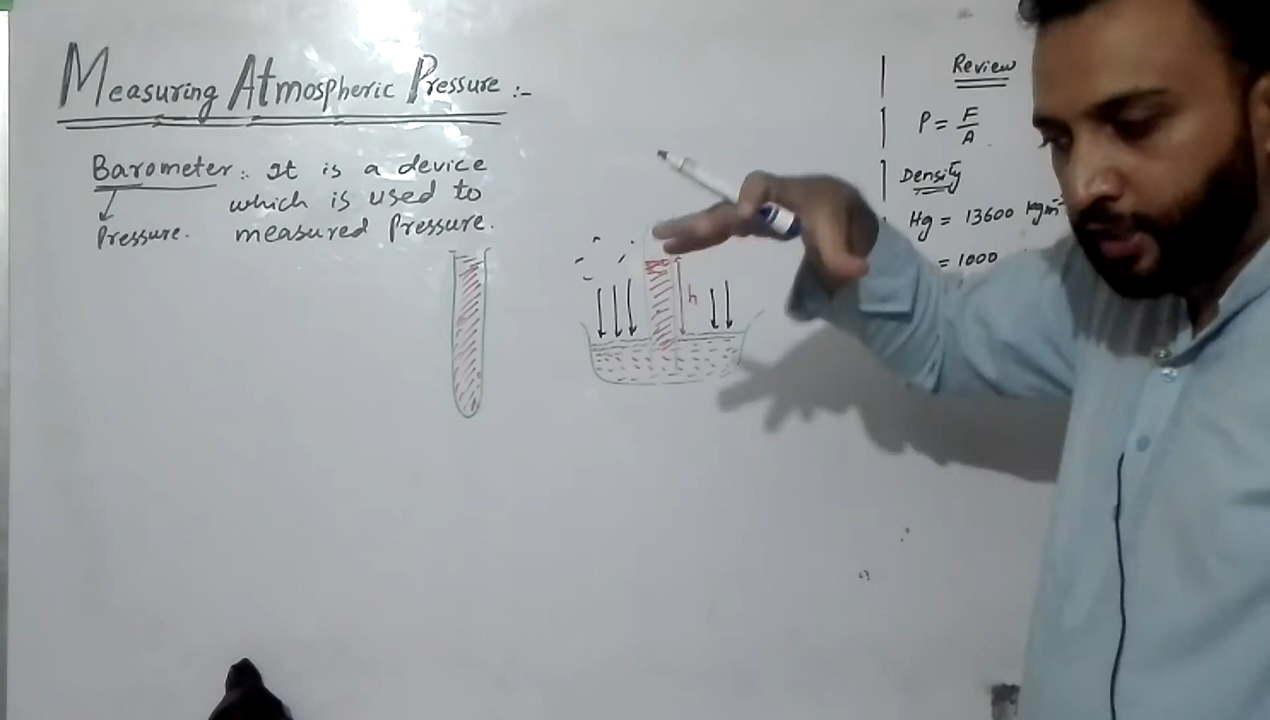 Measuring Atmospheric Pressure :-
Barometer :. It is a device
which is used to
Pressure. measured Pressure.
h
Review
P = F/A
Density
Hg = 13600 kgm⁻
= 1000